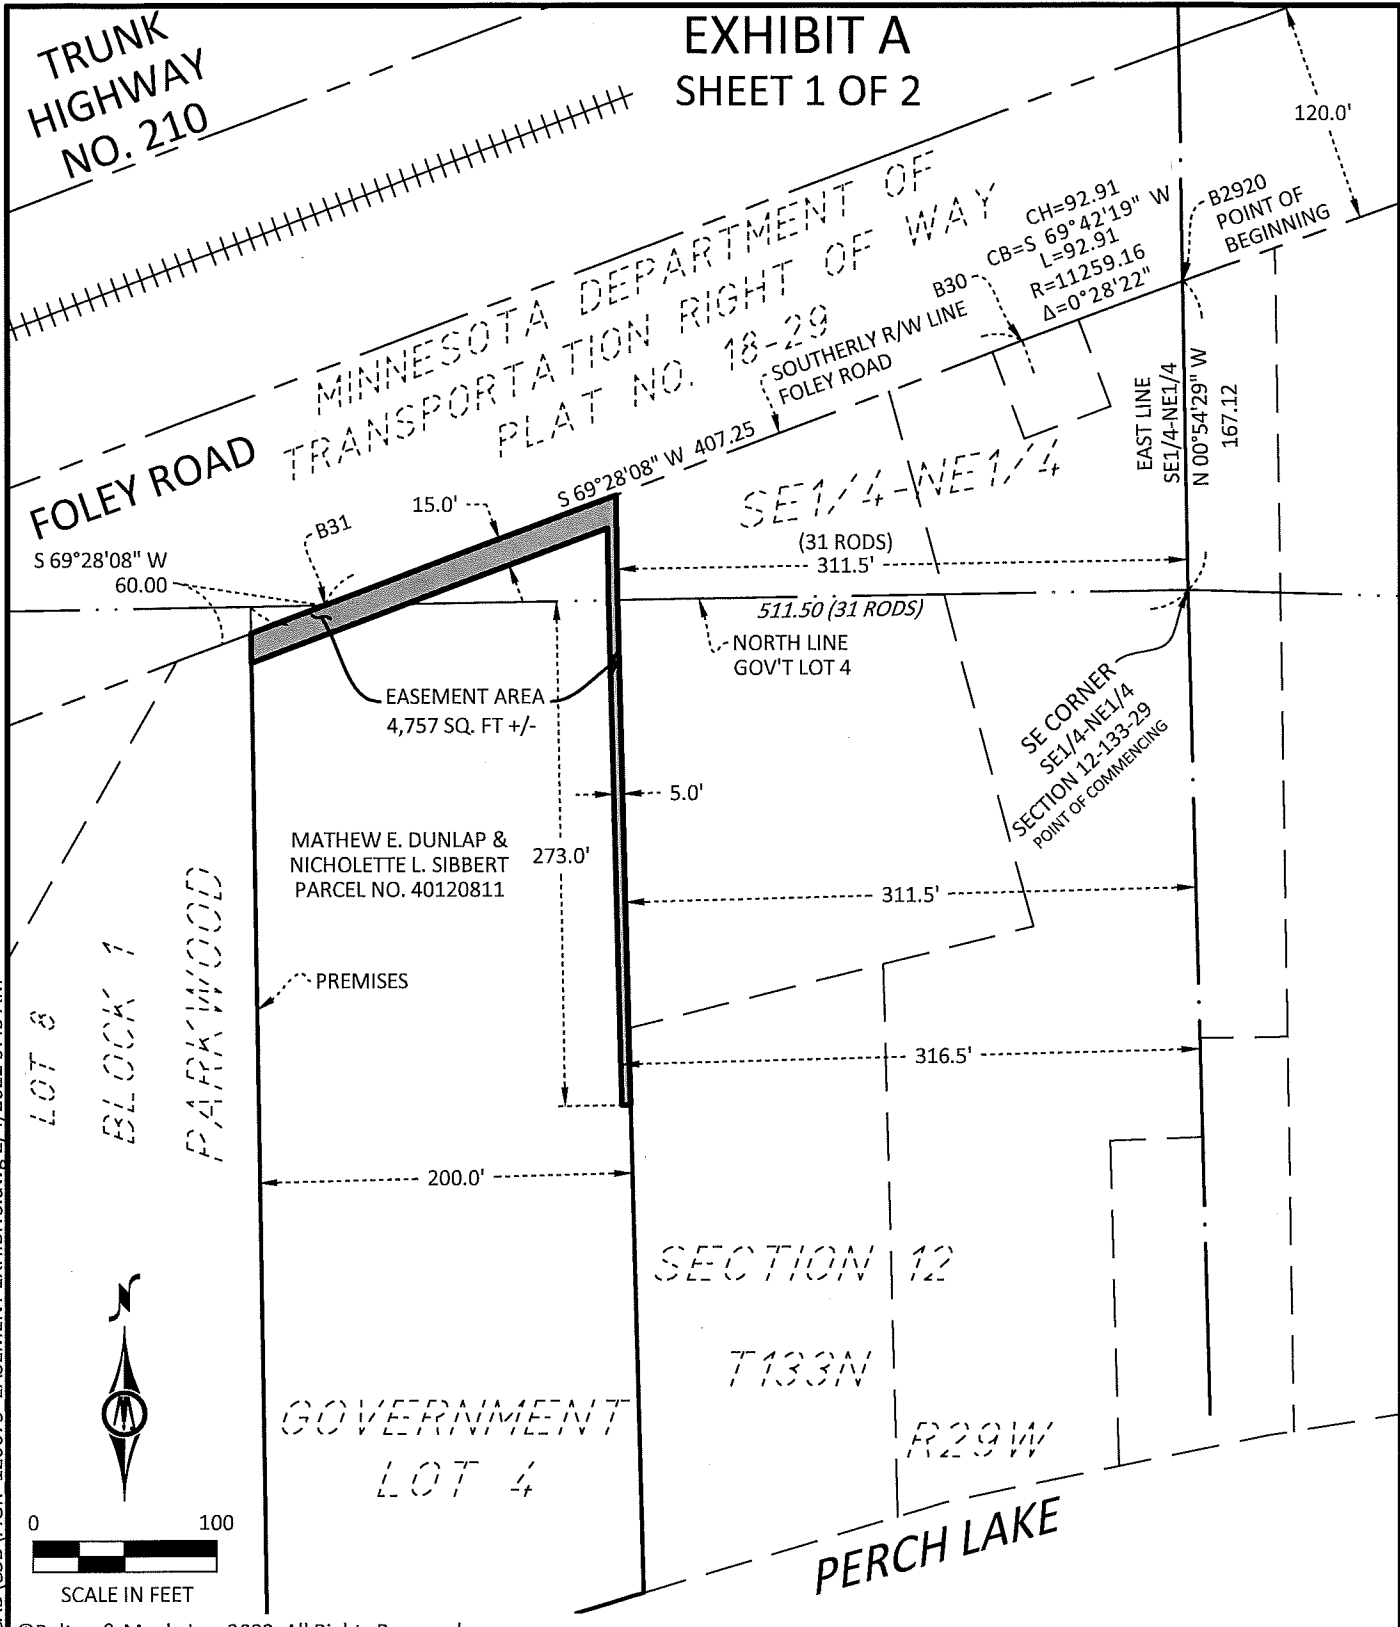 EXHIBIT A
SHEET 1 OF 2
TRUNK
HIGHWAY
NO. 210
120.0'
MINNESOTA DEPARTMENT OF
TRANSPORTATION RIGHT OF WAY
PLAT NO. 18-29
CH=92.91
CB=S 69°42'19" W
L=92.91
R=11259.16
Δ=0°28'22"
B2920
POINT OF
BEGINNING
B30
SOUTHERLY R/W LINE
FOLEY ROAD
EAST LINE
SE1/4-NE1/4
N 00°54'29" W
167.12
FOLEY ROAD
S 69°28'08" W 407.25
SE1/4-NE1/4
15.0'
B31
S 69°28'08" W
60.00
(31 RODS)
311.5'
511.50 (31 RODS)
NORTH LINE
GOV'T LOT 4
EASEMENT AREA
4,757 SQ. FT +/-
SE CORNER
SE1/4-NE1/4
SECTION 12-133-29
POINT OF COMMENCING
5.0'
MATHEW E. DUNLAP &
NICHOLETTE L. SIBBERT
PARCEL NO. 40120811
273.0'
311.5'
PREMISES
LOT 8
BLOCK 1
PARKWOOD
316.5'
200.0'
SECTION 12
T133N
R29W
GOVERNMENT
LOT 4
N
0 100
SCALE IN FEET
PERCH LAKE